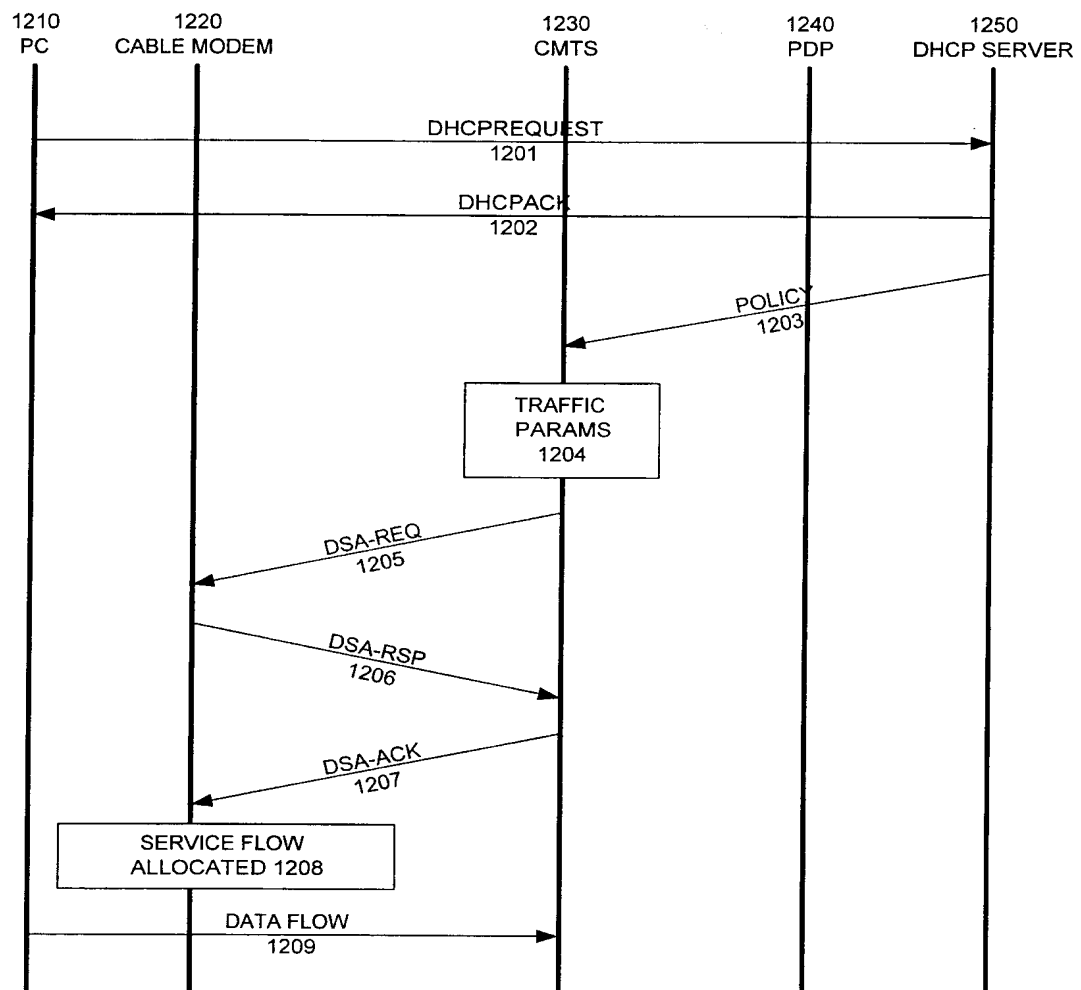 1210
PC
1220
CABLE MODEM
1230
CMTS
1240
PDP
1250
DHCP SERVER
DHCPREQUEST
1201
DHCPACK
1202
POLICY
1203
TRAFFIC
PARAMS
1204
DSA-REQ
1205
DSA-RSP
1206
DSA-ACK
1207
SERVICE FLOW
ALLOCATED 1208
DATA FLOW
1209